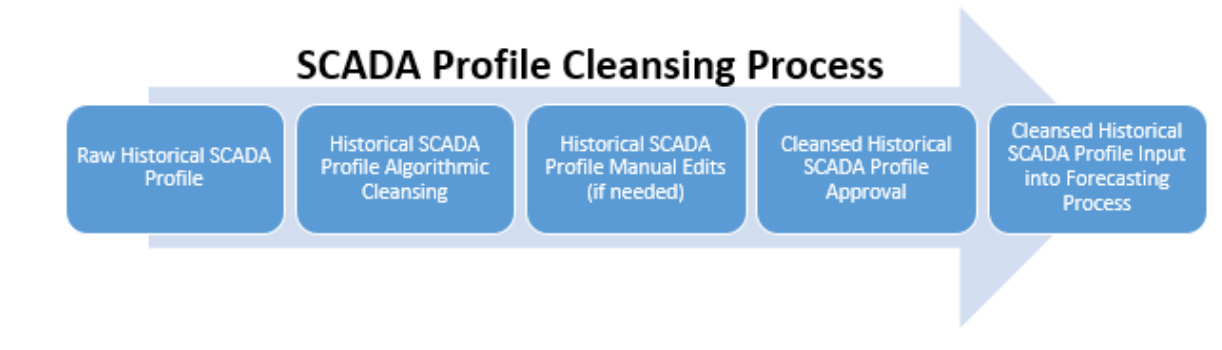 SCADA Profile Cleansing Process
Raw Historical SCADA
Profile
Historical SCADA
Profile Algorithmic
Cleansing
Historical SCADA
Profile Manual Edits
(if needed)
Cleansed Historical
SCADA Profile
Approval
Cleansed Historical
SCADA Profile Input
into Forecasting
Process